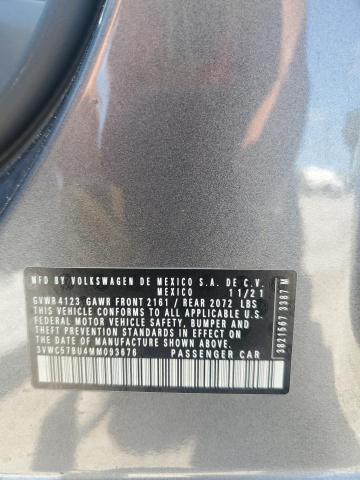 MFD.BY VOLKSWAGEN DE MEXICO S.A. DE C.V.
MEXICO 11/21
GVWR 4123 GAWR FRONT 2161 / REAR 2072 LBS
THIS VEHICLE CONFORMS TO ALL APPLICABLE U.S.
FEDERAL MOTOR VEHICLE SAFETY, BUMPER AND
THEFT PREVENTION STANDARDS IN EFFECT ON
THE DATE OF MANUFACTURE SHOWN ABOVE.
3VWC57BU4MM093676 PASSENGER CAR
3821567 3387 M